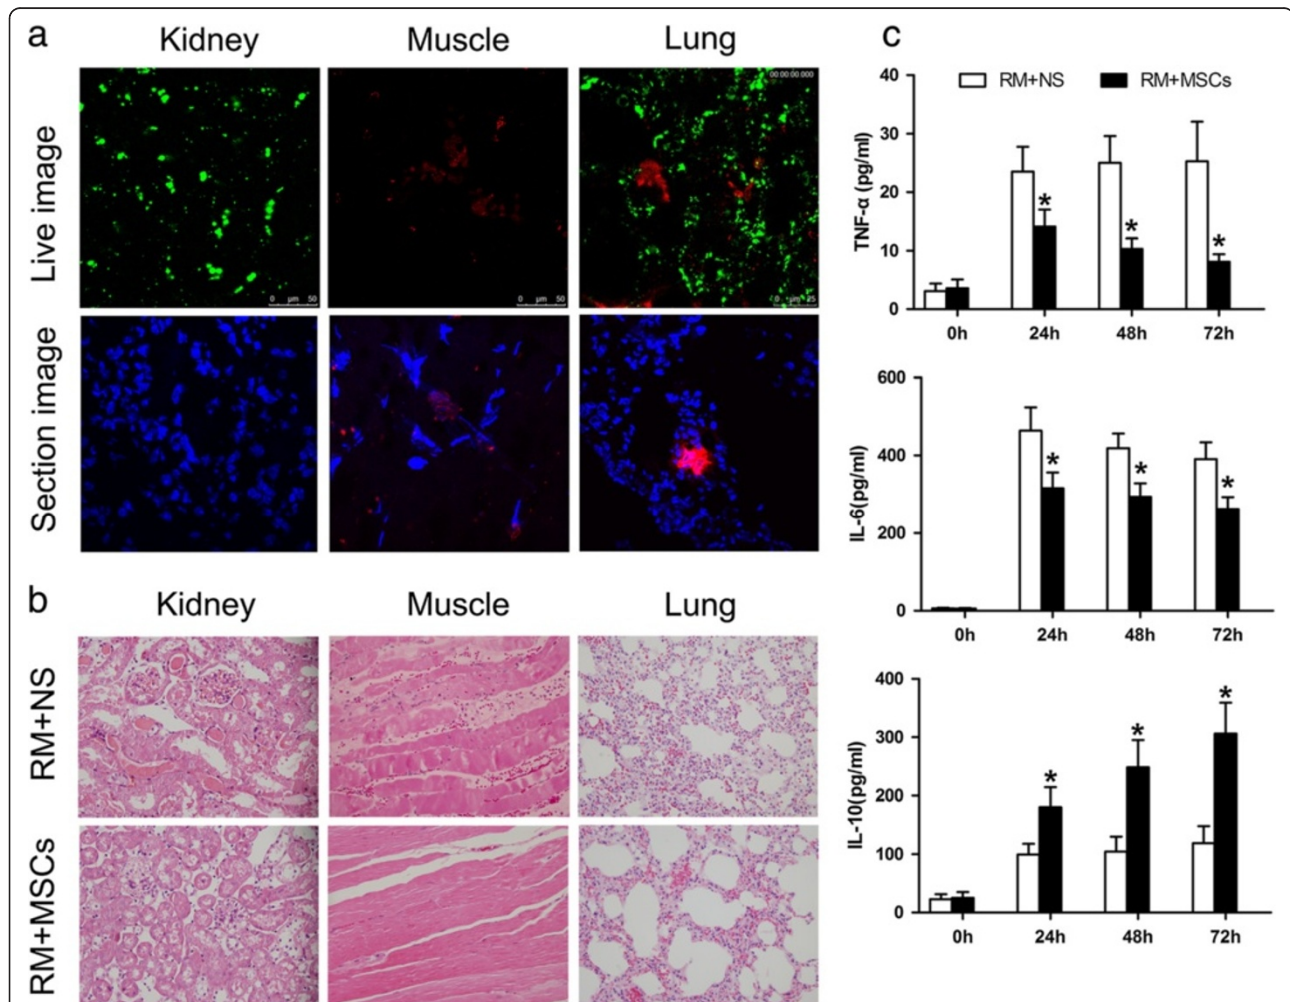 a
Kidney
Muscle
Lung
Live image
00:00:00.000
0 µm 50
0 µm 50
0 µm 25
Section image
b
Kidney
Muscle
Lung
RM+NS
RM+MSCs
c
RM+NS
RM+MSCs
TNF-α (pg/ml)
40
30
20
10
0
*
*
*
0h
24h
48h
72h
IL-6(pg/ml)
600
400
200
0
*
*
*
0h
24h
48h
72h
IL-10(pg/ml)
400
300
200
100
0
*
*
*
0h
24h
48h
72h